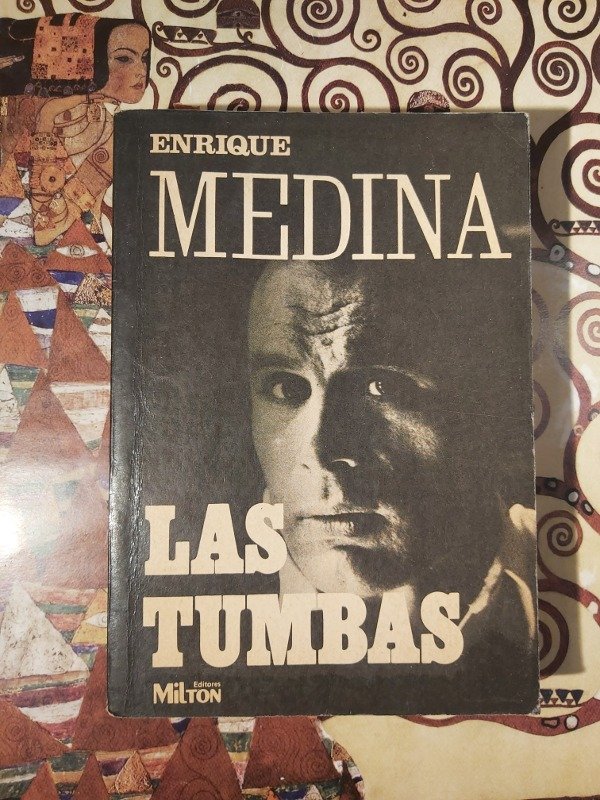 ENRIQUE
MEDINA
LAS
TUMBAS
Editores
MILTON